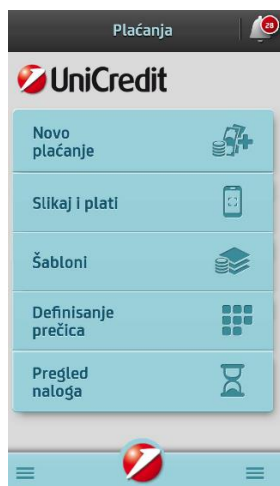 Plaćanja
28
UniCredit
Novo
plaćanje
Slikaj i plati
Šabloni
Definisanje
prečica
Pregled
naloga